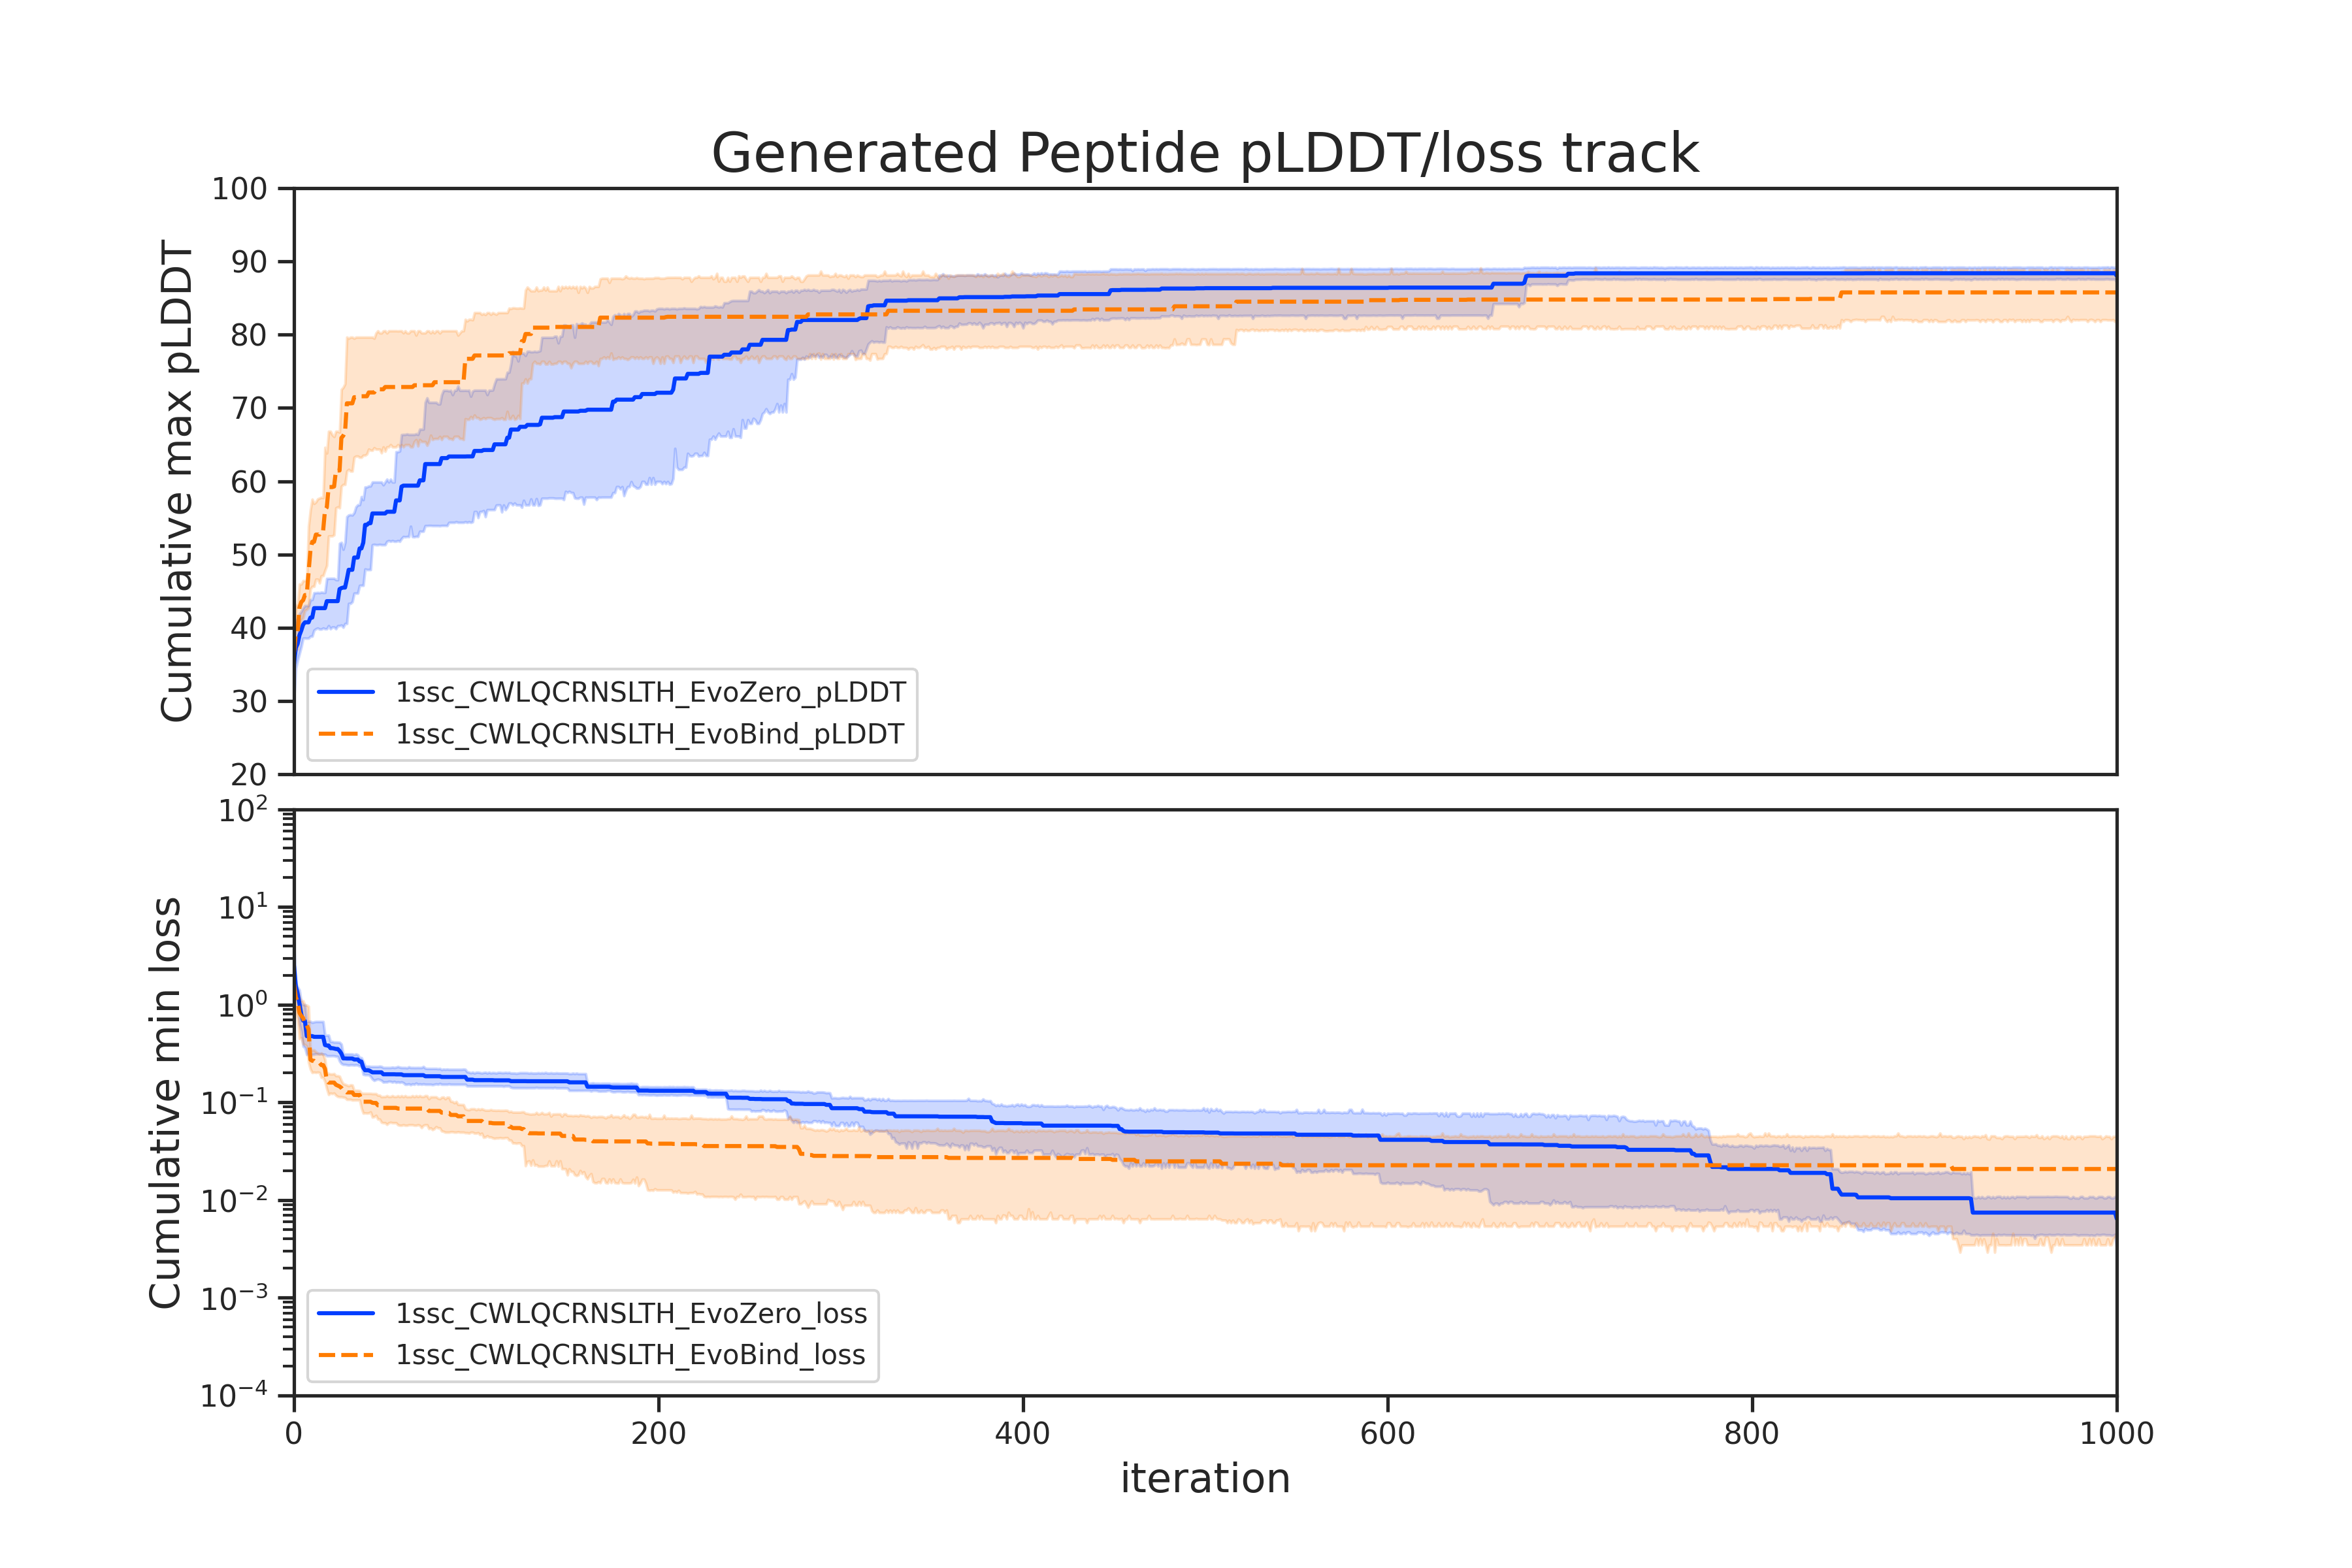 Generated Peptide pLDDT/loss track
Cumulative max pLDDT
100
90
80
70
60
50
40
30
20
1ssc_CWLQCRNSLTH_EvoZero_pLDDT
1ssc_CWLQCRNSLTH_EvoBind_pLDDT
Cumulative min loss
10²
10¹
10⁰
10⁻¹
10⁻²
10⁻³
10⁻⁴
1ssc_CWLQCRNSLTH_EvoZero_loss
1ssc_CWLQCRNSLTH_EvoBind_loss
0 200 400 600 800 1000
iteration